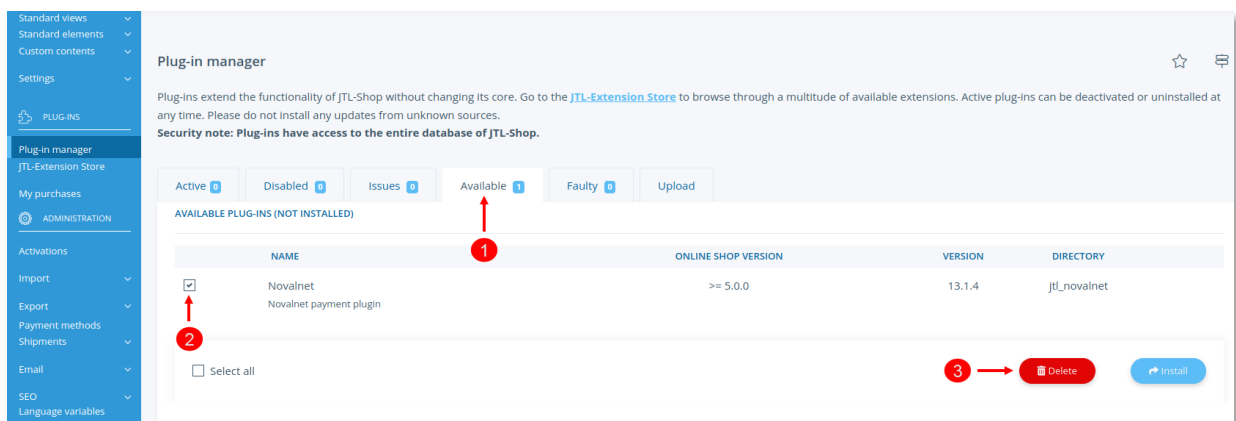 Standard views
Standard elements
Custom contents
Settings
PLUG-INS
Plug-in manager
JTL-Extension Store
My purchases
ADMINISTRATION
Activations
Import
Export
Payment methods
Shipments
Email
SEO
Language variables
Plug-in manager
Plug-ins extend the functionality of JTL-Shop without changing its core. Go to the JTL-Extension Store to browse through a multitude of available extensions. Active plug-ins can be deactivated or uninstalled at
any time. Please do not install any updates from unknown sources.
Security note: Plug-ins have access to the entire database of JTL-Shop.
Active 0 Disabled 0 Issues 0 Available 1 Faulty 0 Upload
AVAILABLE PLUG-INS (NOT INSTALLED)
1
NAME ONLINE SHOP VERSION VERSION DIRECTORY
Novalnet >= 5.0.0 13.1.4 jtl_novalnet
Novalnet payment plugin
2
Select all 3 Delete Install